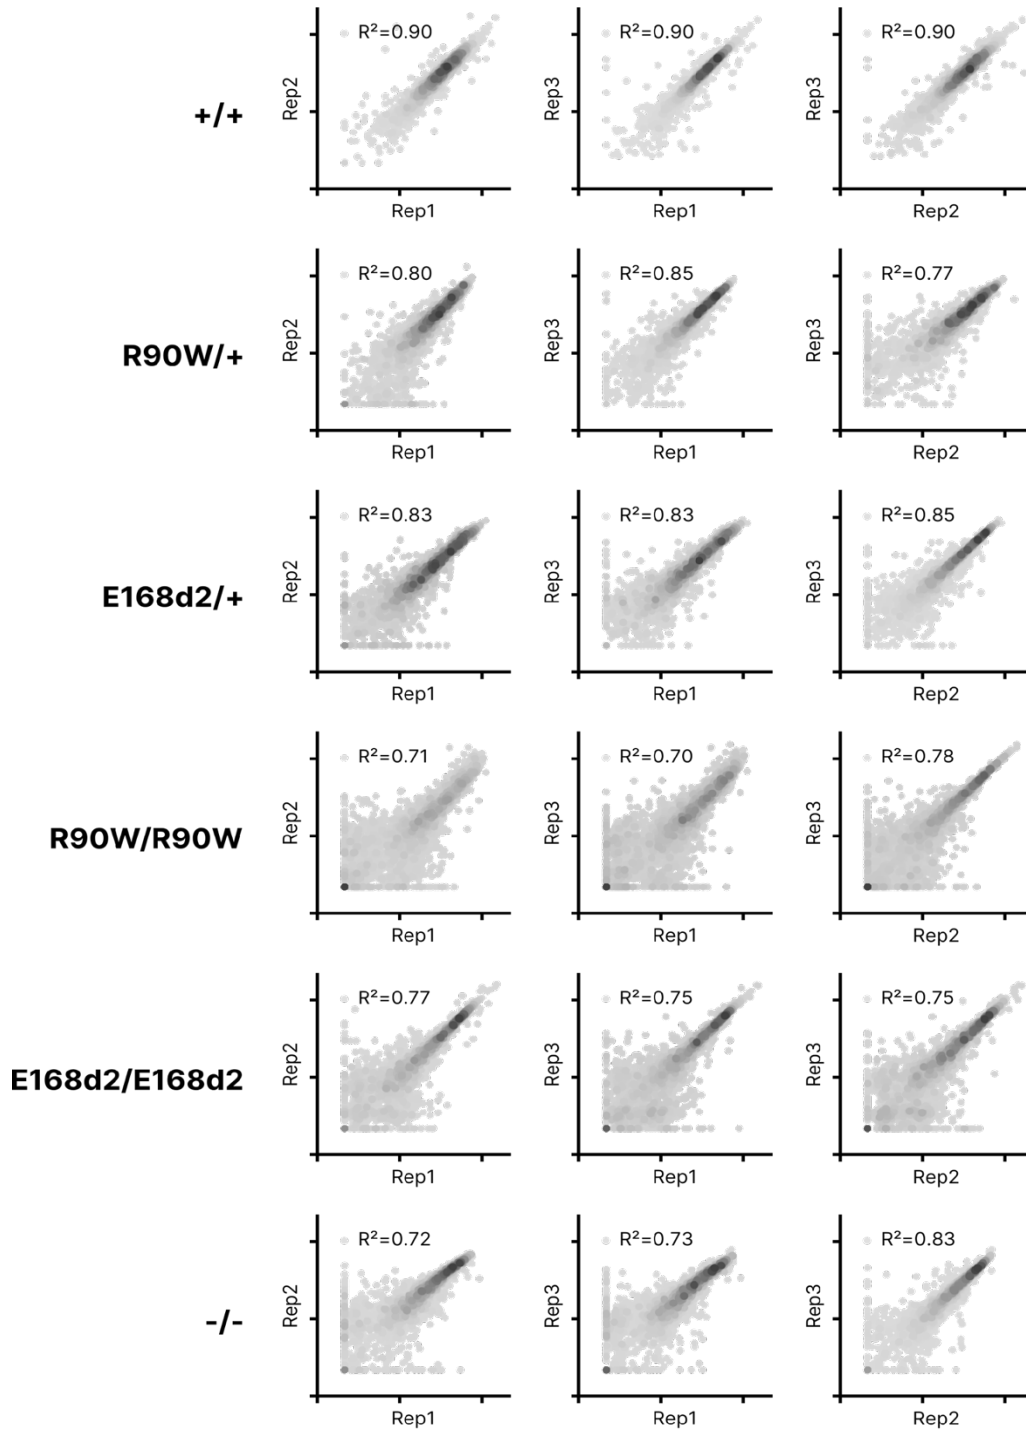 R²=0.90
R²=0.90
R²=0.90
+/+
Rep2
Rep3
Rep3
Rep1
Rep1
Rep2
R²=0.80
R²=0.85
R²=0.77
R90W/+
Rep2
Rep3
Rep3
Rep1
Rep1
Rep2
R²=0.83
R²=0.83
R²=0.85
E168d2/+
Rep2
Rep3
Rep3
Rep1
Rep1
Rep2
R²=0.71
R²=0.70
R²=0.78
R90W/R90W
Rep2
Rep3
Rep3
Rep1
Rep1
Rep2
R²=0.77
R²=0.75
R²=0.75
E168d2/E168d2
Rep2
Rep3
Rep3
Rep1
Rep1
Rep2
R²=0.72
R²=0.73
R²=0.83
-/-
Rep2
Rep3
Rep3
Rep1
Rep1
Rep2